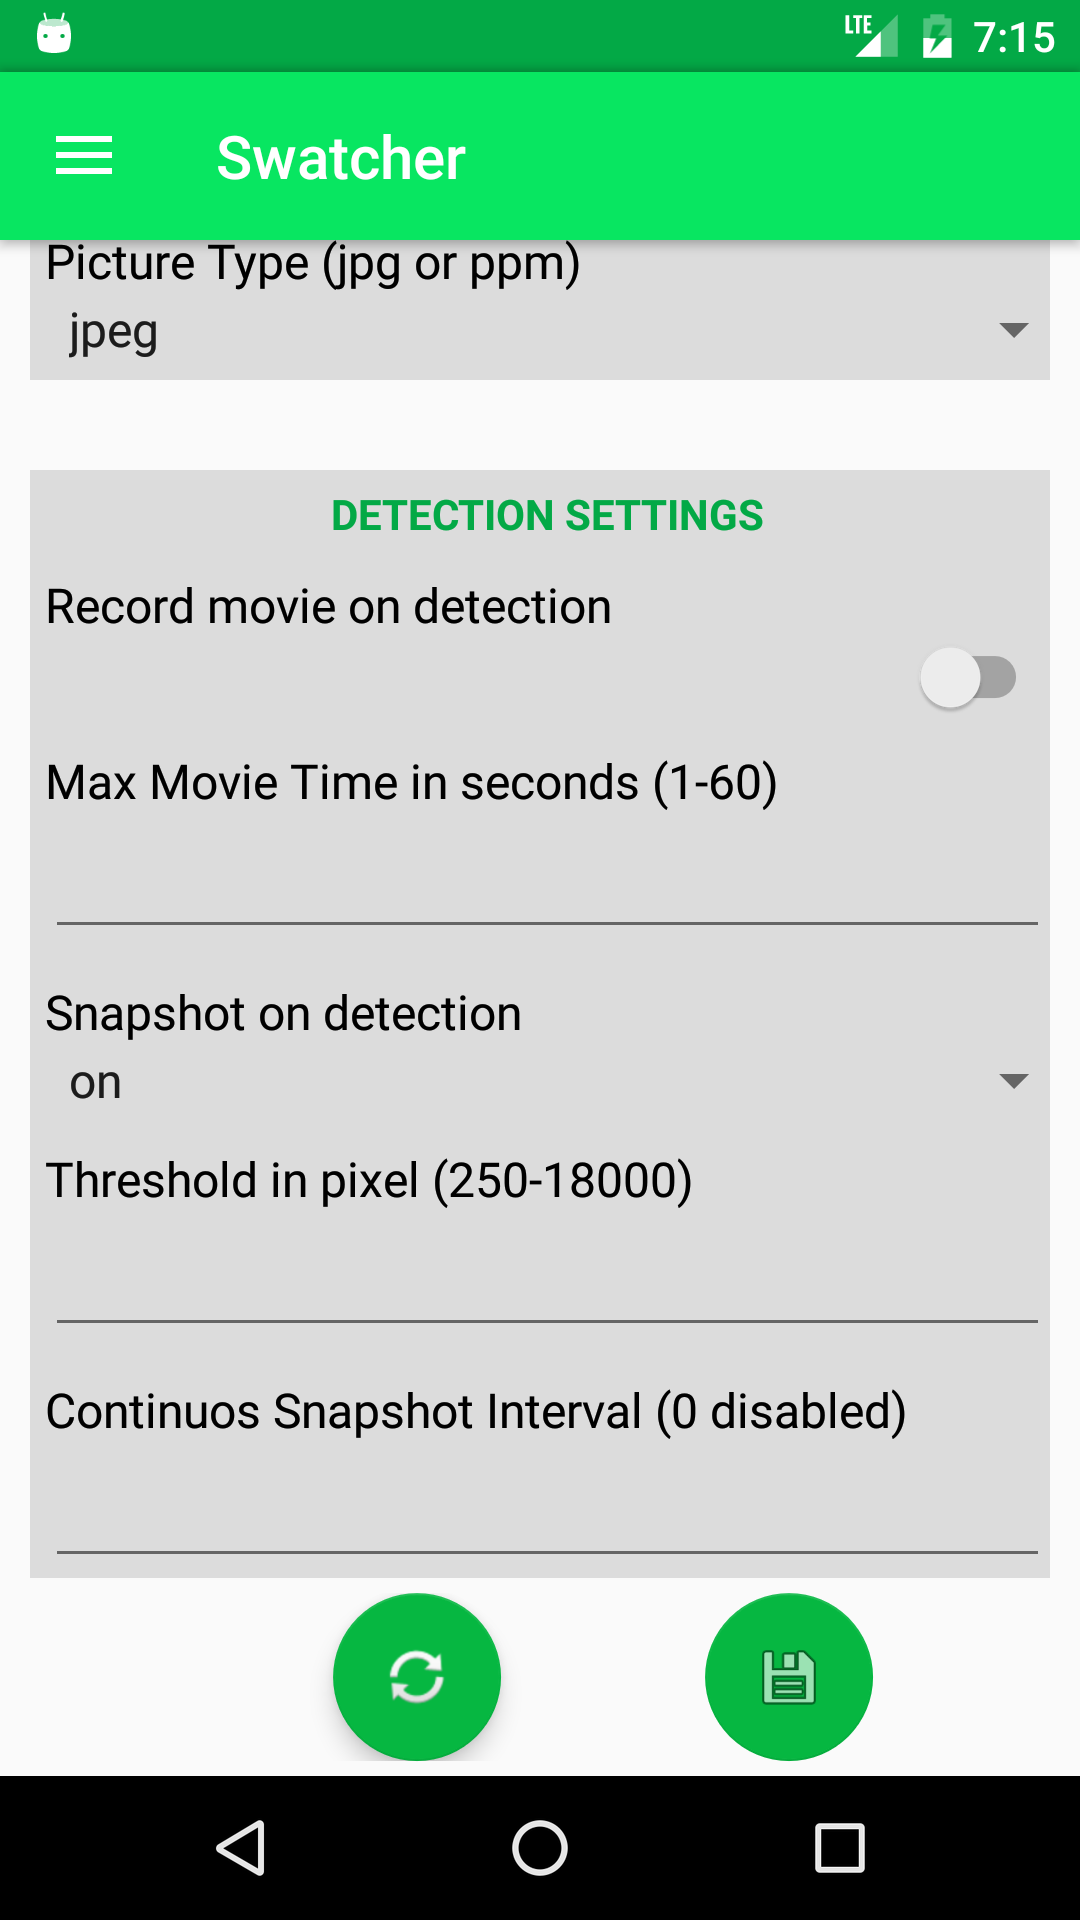 LTE 7:15
Swatcher
Picture Type (jpg or ppm)
jpeg
DETECTION SETTINGS
Record movie on detection
Max Movie Time in seconds (1-60)
Snapshot on detection
on
Threshold in pixel (250-18000)
Continuos Snapshot Interval (0 disabled)